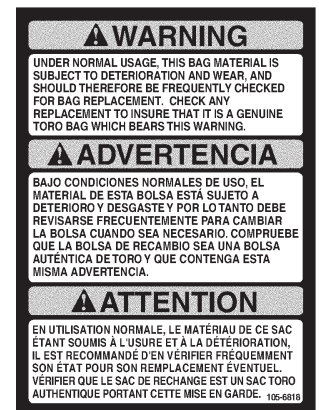 WARNING
UNDER NORMAL USAGE, THIS BAG MATERIAL IS
SUBJECT TO DETERIORATION AND WEAR, AND
SHOULD THEREFORE BE FREQUENTLY CHECKED
FOR BAG REPLACEMENT. CHECK ANY
REPLACEMENT TO INSURE THAT IT IS A GENUINE
TORO BAG WHICH BEARS THIS WARNING.
ADVERTENCIA
BAJO CONDICIONES NORMALES DE USO, EL
MATERIAL DE ESTA BOLSA ESTÁ SUJETO A
DETERIORO Y DESGASTE Y POR LO TANTO DEBE
REVISARSE FRECUENTEMENTE PARA CAMBIAR
LA BOLSA CUANDO SEA NECESARIO. COMPRUEBE
QUE LA BOLSA DE RECAMBIO SEA UNA BOLSA
AUTÉNTICA DE TORO Y QUE CONTENGA ESTA
MISMA ADVERTENCIA.
ATTENTION
EN UTILISATION NORMALE, LE MATÉRIAU DE CE SAC
ÉTANT SOUMIS À L'USURE ET À LA DÉTÉRIORATION,
IL EST RECOMMANDÉ D'EN VÉRIFIER FRÉQUEMMENT
SON ÉTAT POUR SON REMPLACEMENT ÉVENTUEL.
VÉRIFIER QUE LE SAC DE RECHANGE EST UN SAC TORO
AUTHENTIQUE PORTANT CETTE MISE EN GARDE. 105-6818